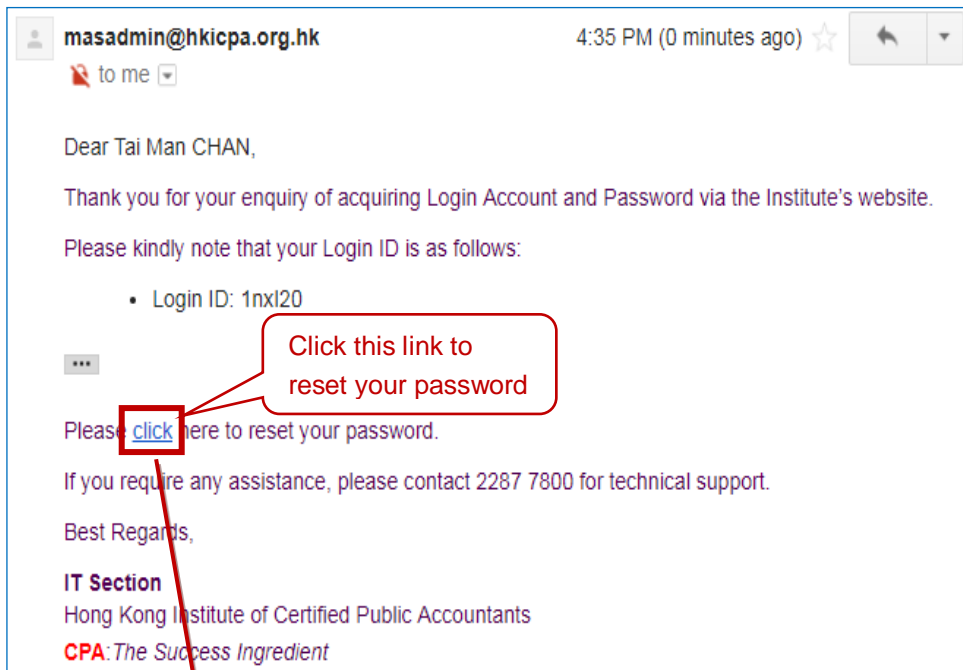 masadmin@hkicpa.org.hk 4:35 PM (0 minutes ago)
to me
Dear Tai Man CHAN,
Thank you for your enquiry of acquiring Login Account and Password via the Institute's website.
Please kindly note that your Login ID is as follows:
• Login ID: 1nxl20
Click this link to
reset your password
...
Please click here to reset your password.
If you require any assistance, please contact 2287 7800 for technical support.
Best Regards,
IT Section
Hong Kong Institute of Certified Public Accountants
CPA:The Success Ingredient